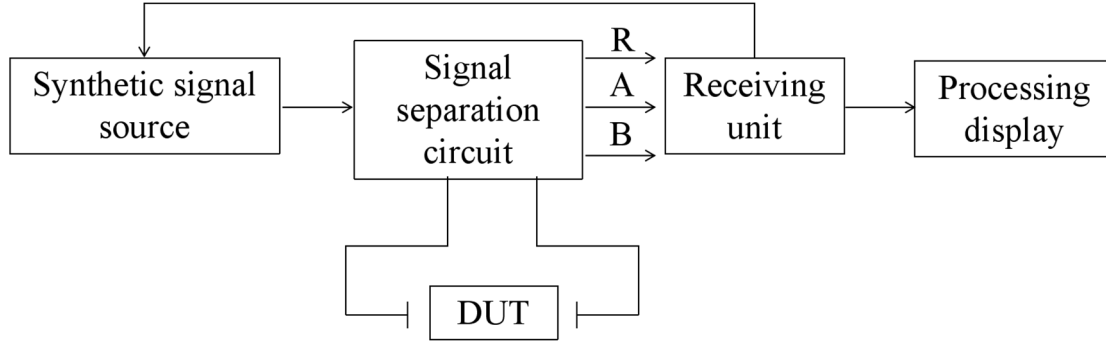 Synthetic signal
source
Signal
separation
circuit
R
A
B
Receiving
unit
Processing
display
DUT